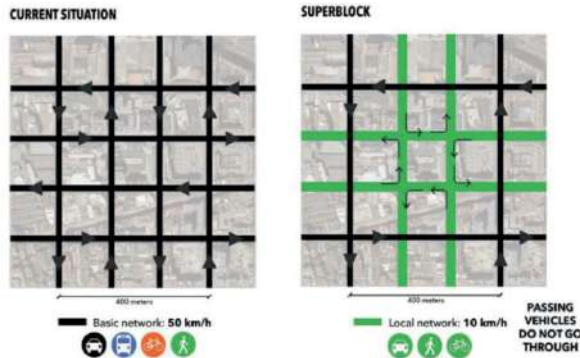 CURRENT SITUATION
SUPERBLOCK
400 meters
400 meters
Basic network: 50 km/h
Local network: 10 km/h
PASSING
VEHICLES
DO NOT GO
THROUGH